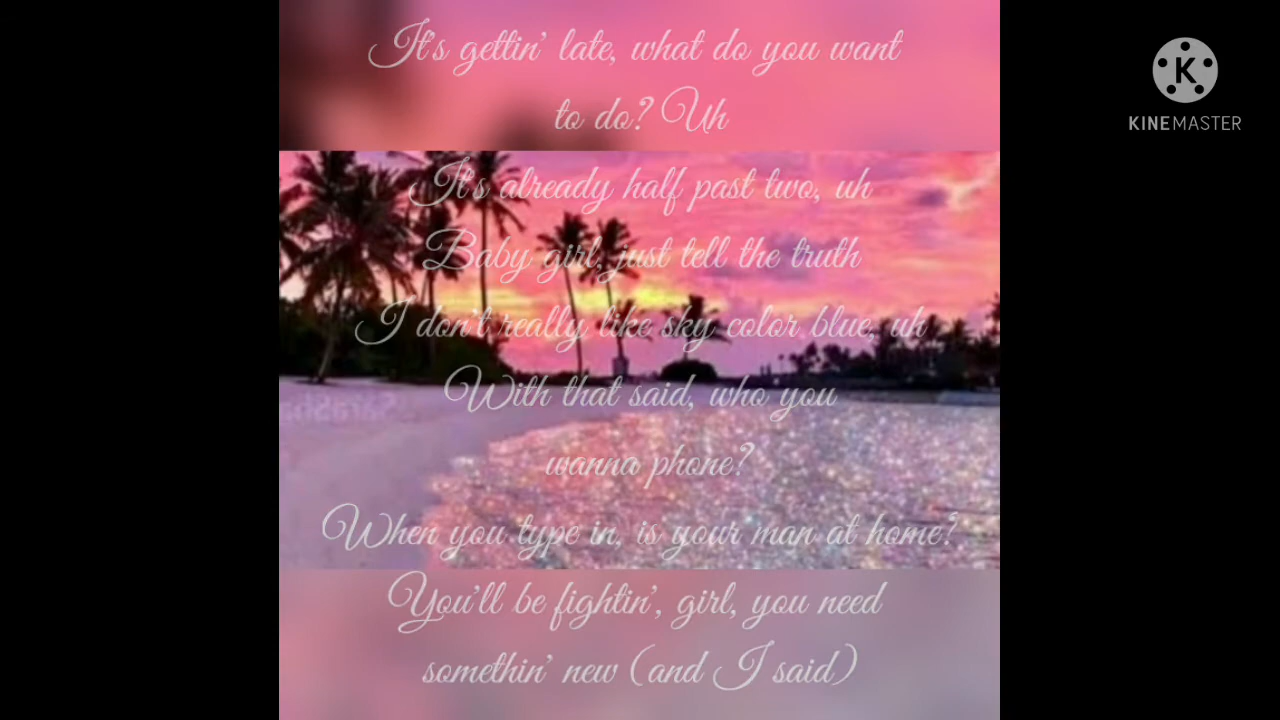 It's gettin' late, what do you want
to do? Uh
It's already half past two, uh
Baby girl, just tell the truth
I don't really like sky color blue, uh
With that said, who you
wanna phone?
When you type in, is your man at home?
You'll be fightin', girl, you need
somethin' new (and I said)
KINEMASTER